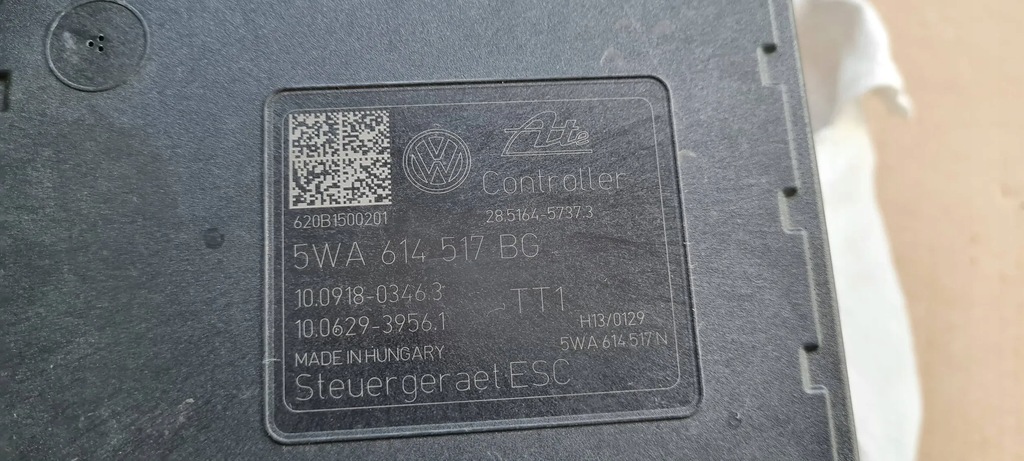 VW
Ate
Controller
620B1500201
28.5164-5737.3
5WA 614 517 BG
10.0918-0346.3
TT1
10.0629-3956.1
H13/0129
MADE IN HUNGARY
5WA 614 517 N
Steuergeraet ESC